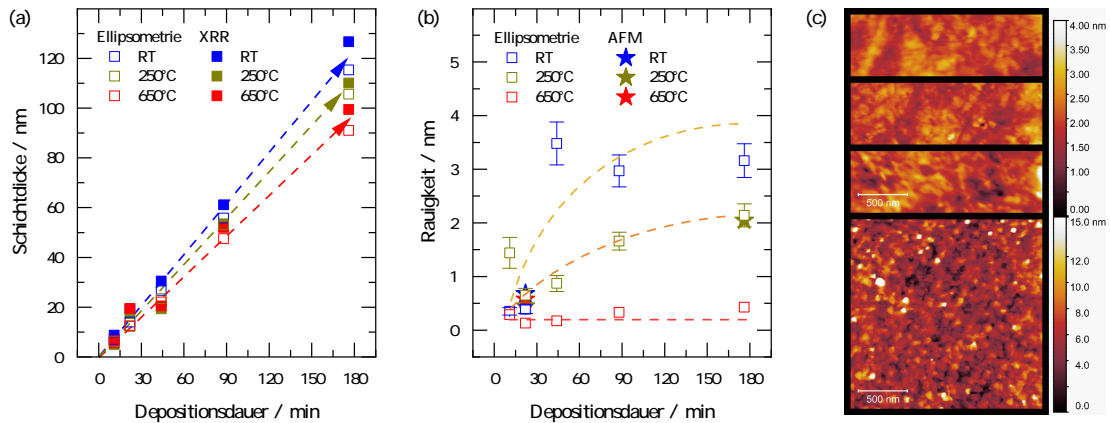 (a)
Schichtdicke / nm
Depositionsdauer / min
Ellipsometrie XRR
RT RT
250°C 250°C
650°C 650°C
120
100
80
60
40
20
0
0 30 60 90 120 150 180
(b)
Rauigkeit / nm
Depositionsdauer / min
Ellipsometrie AFM
RT RT
250°C 250°C
650°C 650°C
5
4
3
2
1
0
0 30 60 90 120 150 180
(c)
500 nm
500 nm
4.00 nm
3.50
3.00
2.50
2.00
1.50
1.00
0.00
15.0 nm
12.0
10.0
8.0
6.0
4.0
0.0